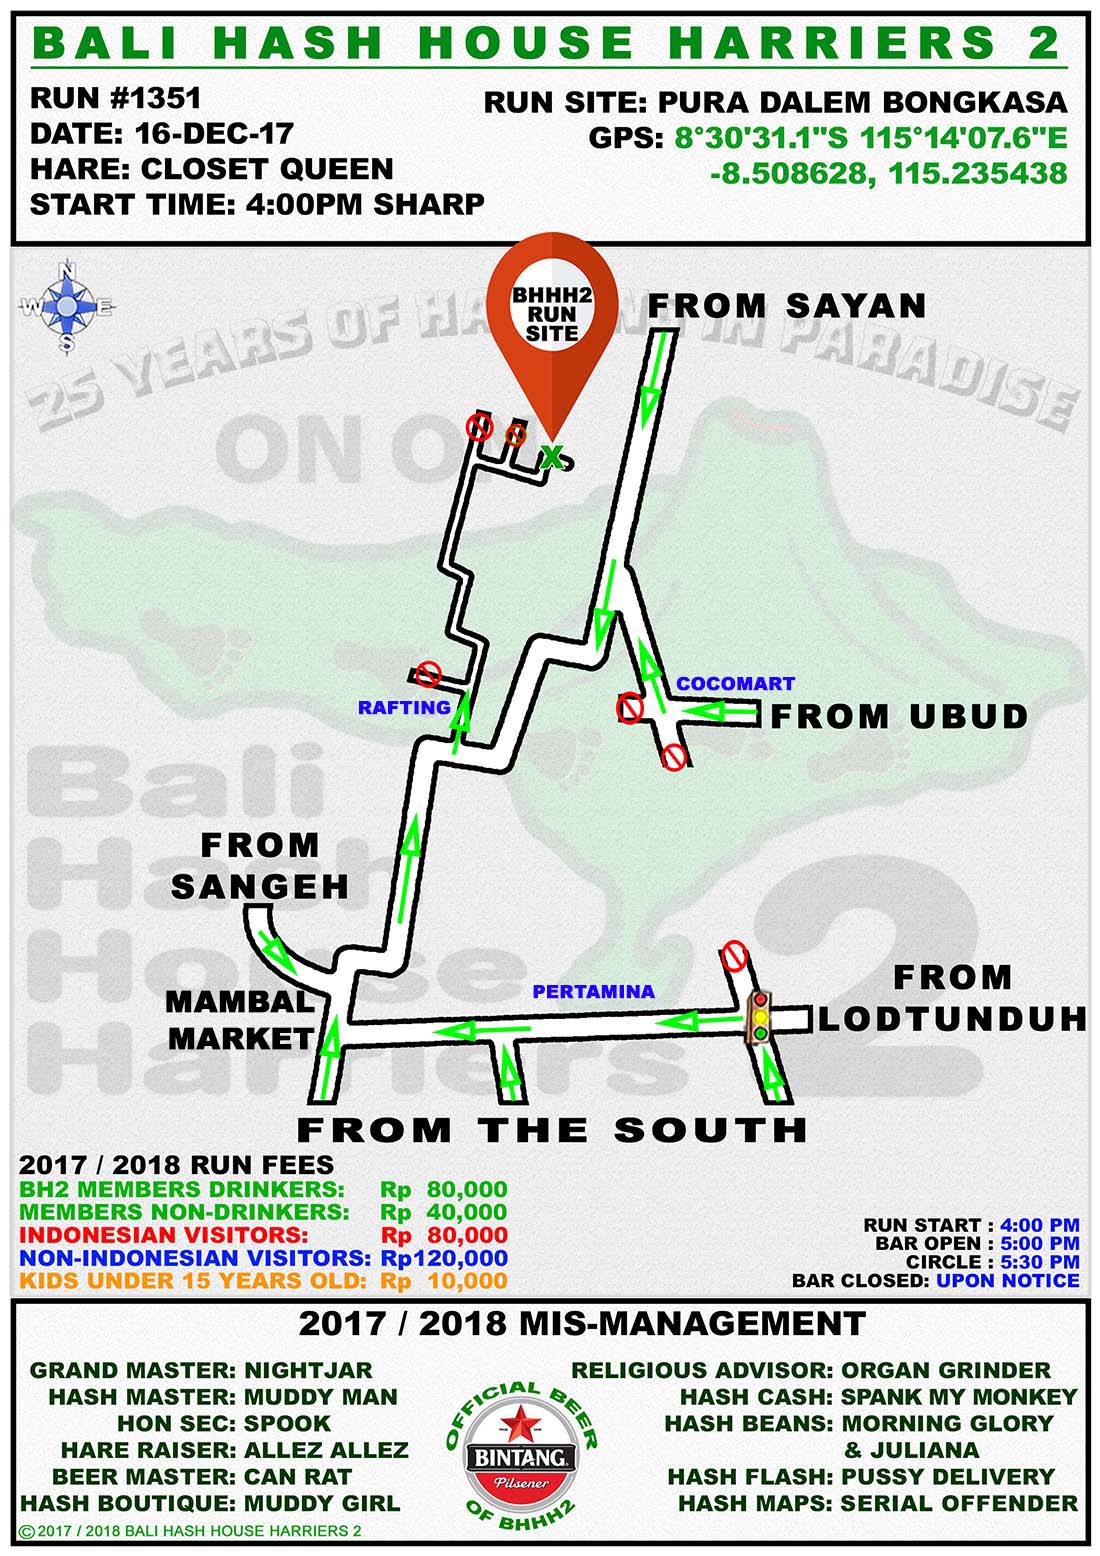 BALI HASH HOUSE HARRIERS 2
RUN #1351
DATE: 16-DEC-17
HARE: CLOSET QUEEN
START TIME: 4:00PM SHARP
RUN SITE: PURA DALEM BONGKASA
GPS: 8°30'31.1"S 115°14'07.6"E
-8.508628, 115.235438
N
W E
S
BHHH2
RUN
SITE
FROM SAYAN
25 YEARS OF HA IN PARADISE
ON ON
X
RAFTING
COCOMART
FROM UBUD
Bali
Hash
House
Harriers
2
FROM
SANGEH
MAMBAL
MARKET
PERTAMINA
FROM
LODTUNDUH
FROM THE SOUTH
2017 / 2018 RUN FEES
BH2 MEMBERS DRINKERS: Rp 80,000
MEMBERS NON-DRINKERS: Rp 40,000
INDONESIAN VISITORS: Rp 80,000
NON-INDONESIAN VISITORS: Rp120,000
KIDS UNDER 15 YEARS OLD: Rp 10,000
RUN START : 4:00 PM
BAR OPEN : 5:00 PM
CIRCLE : 5:30 PM
BAR CLOSED: UPON NOTICE
2017 / 2018 MIS-MANAGEMENT
GRAND MASTER: NIGHTJAR
HASH MASTER: MUDDY MAN
HON SEC: SPOOK
HARE RAISER: ALLEZ ALLEZ
BEER MASTER: CAN RAT
HASH BOUTIQUE: MUDDY GIRL
OFFICIAL BEER
BINTANG
Pilsener
OF BHHH2
RELIGIOUS ADVISOR: ORGAN GRINDER
HASH CASH: SPANK MY MONKEY
HASH BEANS: MORNING GLORY
& JULIANA
HASH FLASH: PUSSY DELIVERY
HASH MAPS: SERIAL OFFENDER
©2017 / 2018 BALI HASH HOUSE HARRIERS 2